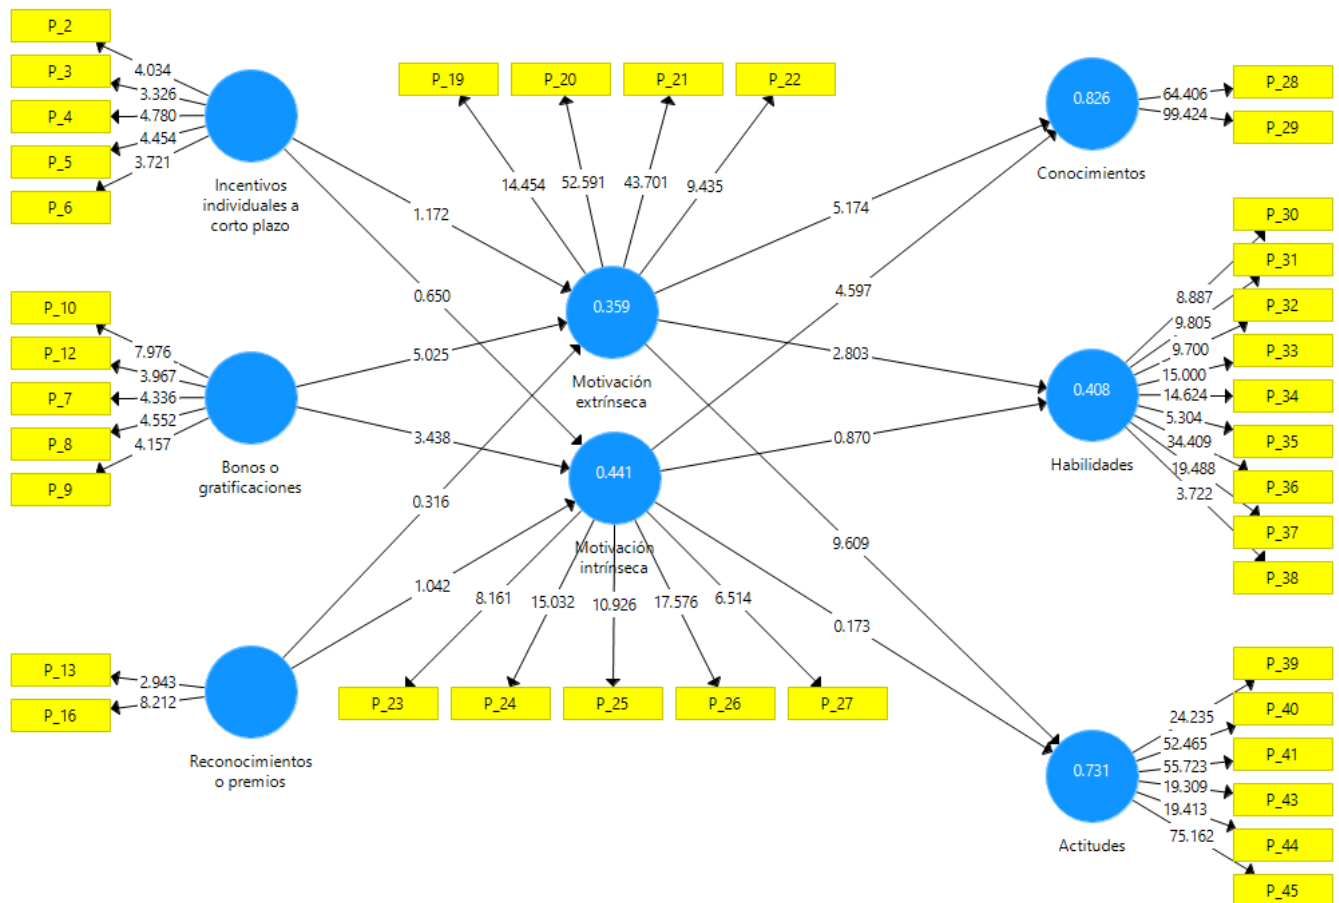 P_2
P_3
P_4
P_5
P_6
4.034
3.326
4.780
4.454
3.721
Incentivos
individuales a
corto plazo
P_19
P_20
P_21
P_22
14.454
52.591
43.701
9.435
0.826
Conocimientos
64.406
99.424
P_28
P_29
1.172
0.650
5.174
4.597
P_10
P_12
P_7
P_8
P_9
7.976
3.967
4.336
4.552
4.157
Bonos o
gratificaciones
5.025
3.438
0.359
Motivación
extrínseca
2.803
0.870
0.441
Motivación
intrínseca
0.408
Habilidades
8.887
9.805
9.700
15.000
14.624
5.304
34.409
19.488
3.722
P_30
P_31
P_32
P_33
P_34
P_35
P_36
P_37
P_38
0.316
1.042
9.609
0.173
P_13
P_16
2.943
8.212
Reconocimientos
o premios
8.161
15.032
10.926
17.576
6.514
P_23
P_24
P_25
P_26
P_27
0.731
Actitudes
24.235
52.465
55.723
19.309
19.413
75.162
P_39
P_40
P_41
P_43
P_44
P_45